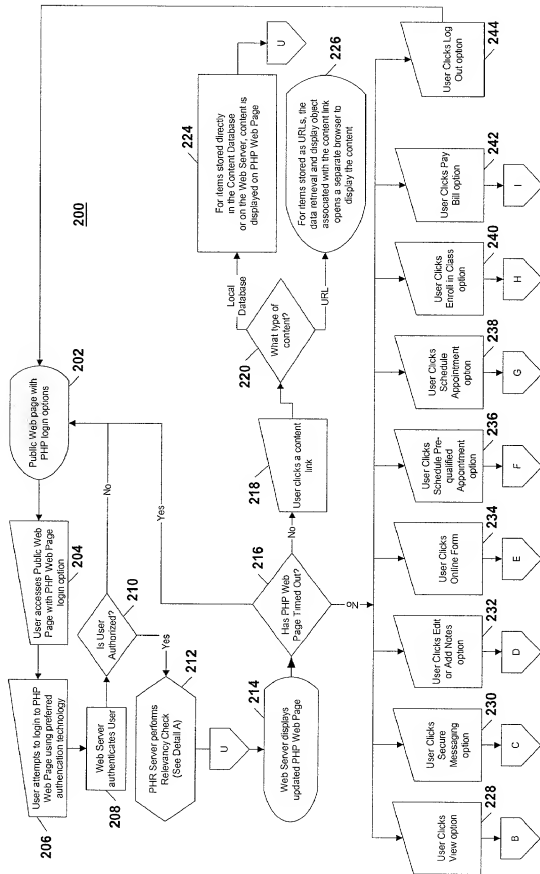 200
Public Web page with
PHP login options
202
User accesses Public Web
Page with PHP Web Page
login option
204
User attempts to login to PHP
Web Page using preferred
authencation technology
206
Web Server
authenticates User
208
Is User
Authorized?
210
No
Yes
PHR Server performs
Relevancy Check
(See Detail A)
212
U
Web Server displays
updated PHP Web Page
214
Has PHP Web
Page Timed Out?
216
Yes
No
No
User clicks a content
link
218
What type of
content?
220
Local
Database
URL
For items stored directly
in the Content Database
or on the Web Server, content is
displayed on PHP Web Page
224
U
For items stored as URLs, the
data retrieval and display object
associated with the content link
opens a separate browser to
display the content
226
User Clicks
View option
228
B
User Clicks
Secure
Messaging
option
230
C
User Clicks Edit
or Add Notes
option
232
D
User Clicks
Online Form
234
E
User Clicks
Schedule Pre-
qualified
Appointment
option
236
F
User Clicks
Schedule
Appointment
option
238
G
User Clicks
Enroll in Class
option
240
H
User Clicks Pay
Bill option
242
I
User Clicks Log
Out option
244